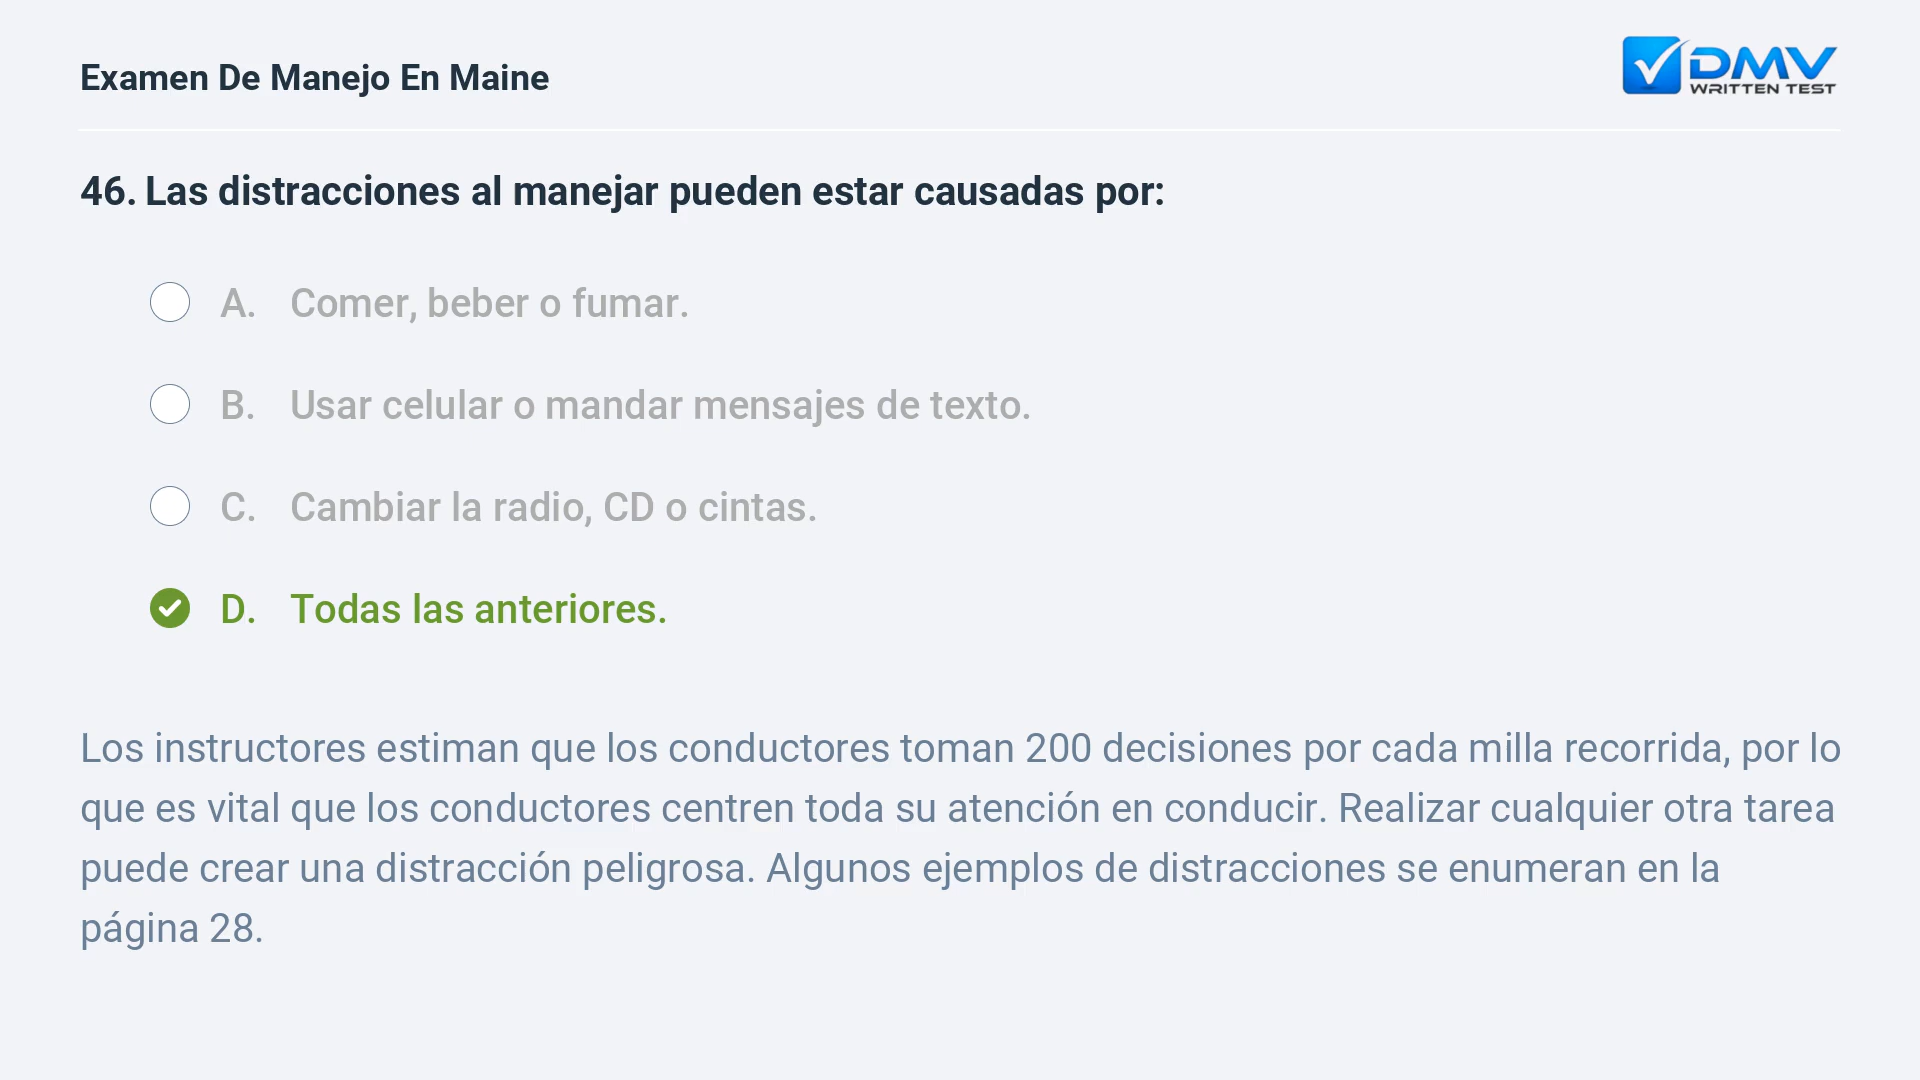 Examen De Manejo En Maine
DMV
WRITTEN TEST
46. Las distracciones al manejar pueden estar causadas por:
A. Comer, beber o fumar.
B. Usar celular o mandar mensajes de texto.
C. Cambiar la radio, CD o cintas.
D. Todas las anteriores.
Los instructores estiman que los conductores toman 200 decisiones por cada milla recorrida, por lo
que es vital que los conductores centren toda su atención en conducir. Realizar cualquier otra tarea
puede crear una distracción peligrosa. Algunos ejemplos de distracciones se enumeran en la
página 28.